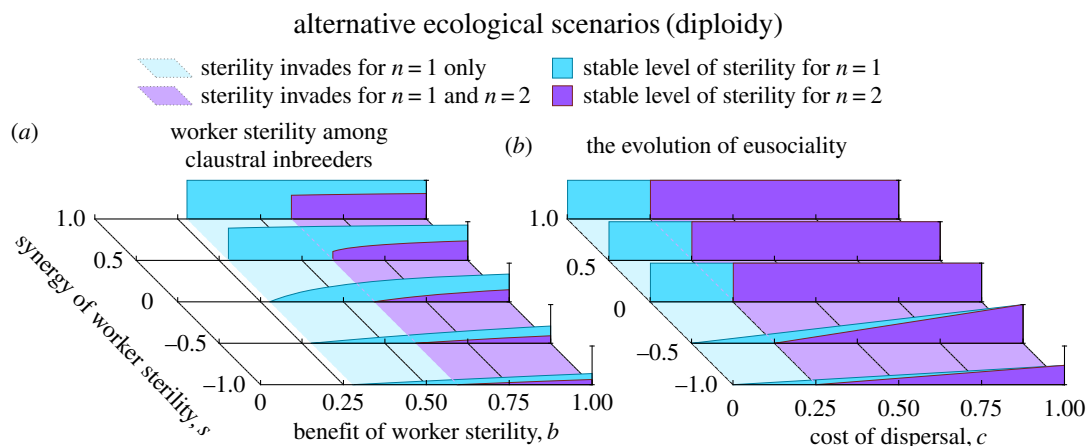 alternative ecological scenarios (diploidy)
sterility invades for n = 1 only
stable level of sterility for n = 1
sterility invades for n = 1 and n = 2
stable level of sterility for n = 2
(a)
worker sterility among
claustral inbreeders
(b)
the evolution of eusociality
1.0
0.5
0
−0.5
−1.0
synergy of worker sterility, s
0 0.25 0.50 0.75 1.00
benefit of worker sterility, b
1.0
0.5
0
−0.5
−1.0
0 0.25 0.50 0.75 1.00
cost of dispersal, c